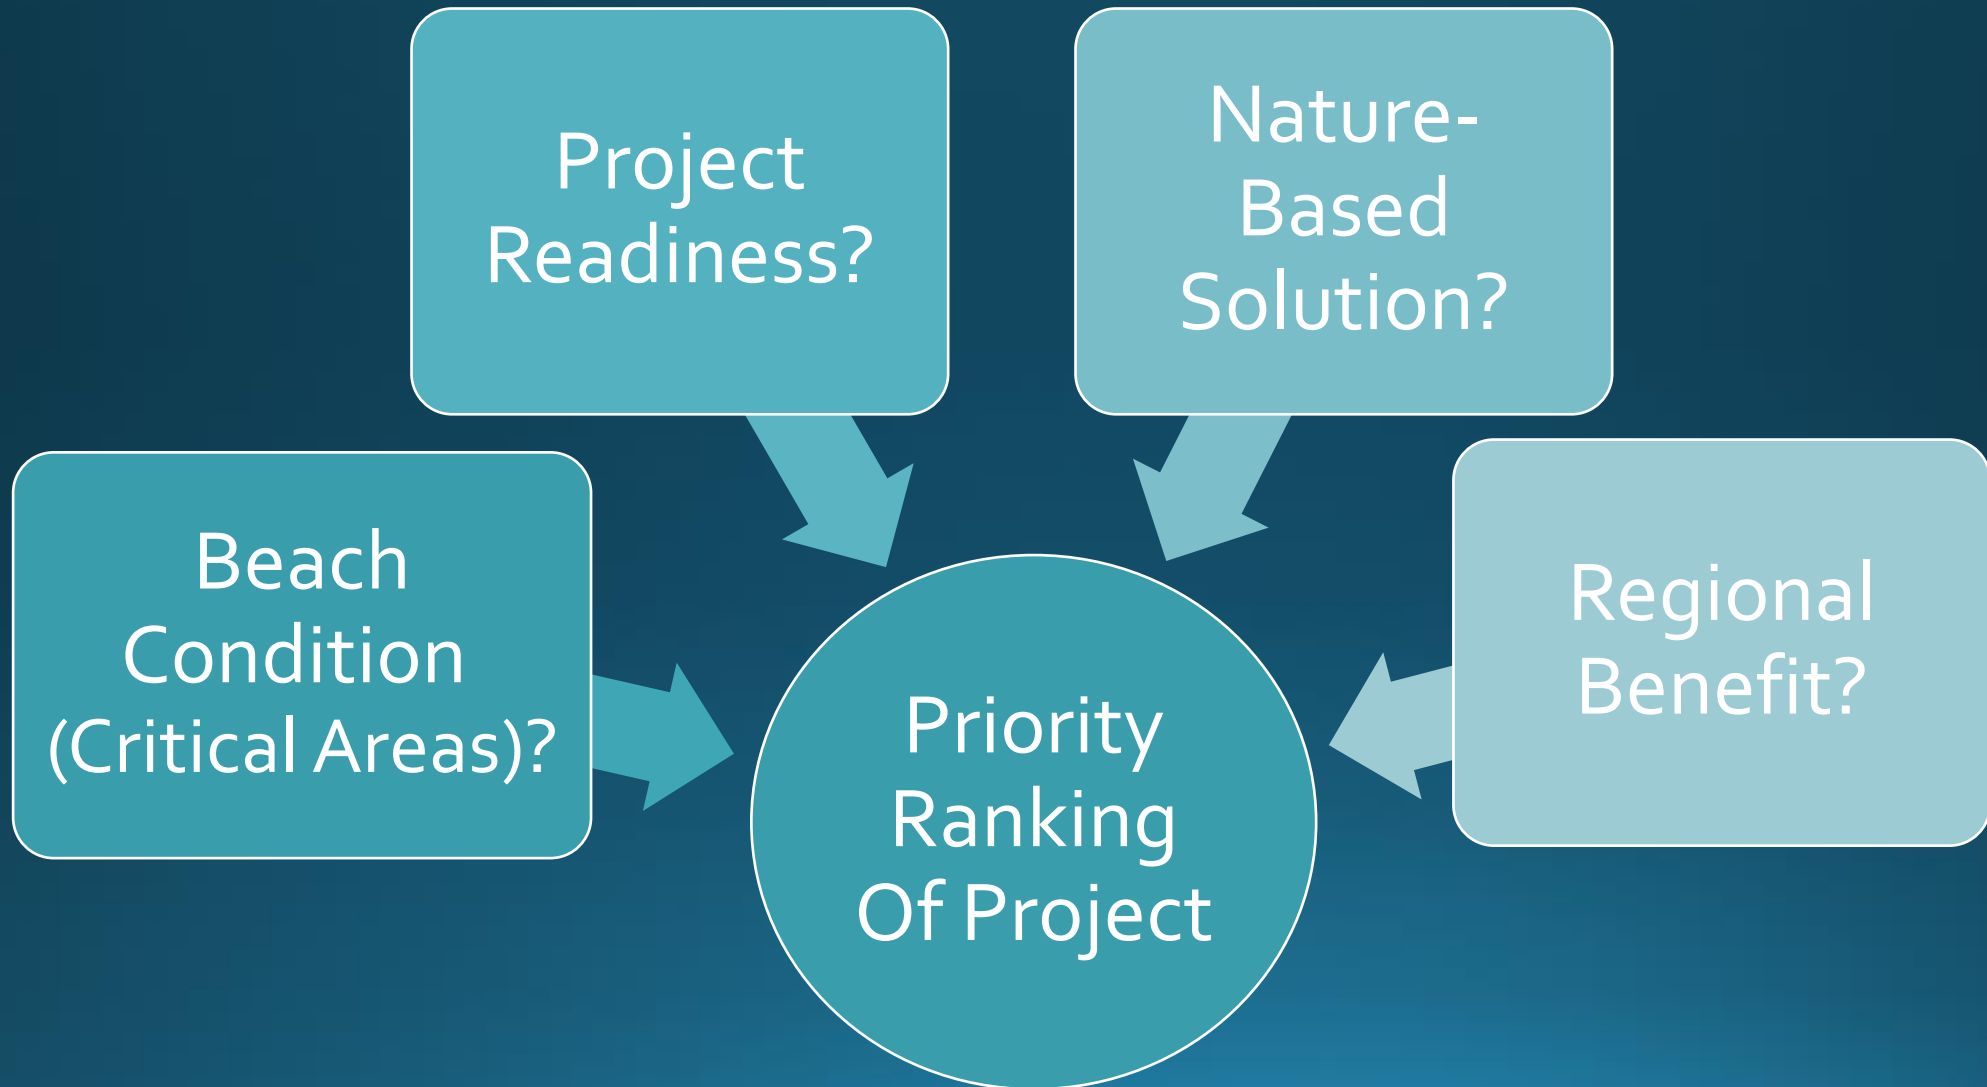 Project
Readiness?
Nature-
Based
Solution?
Beach
Condition
(Critical Areas)?
Regional
Benefit?
Priority
Ranking
Of Project